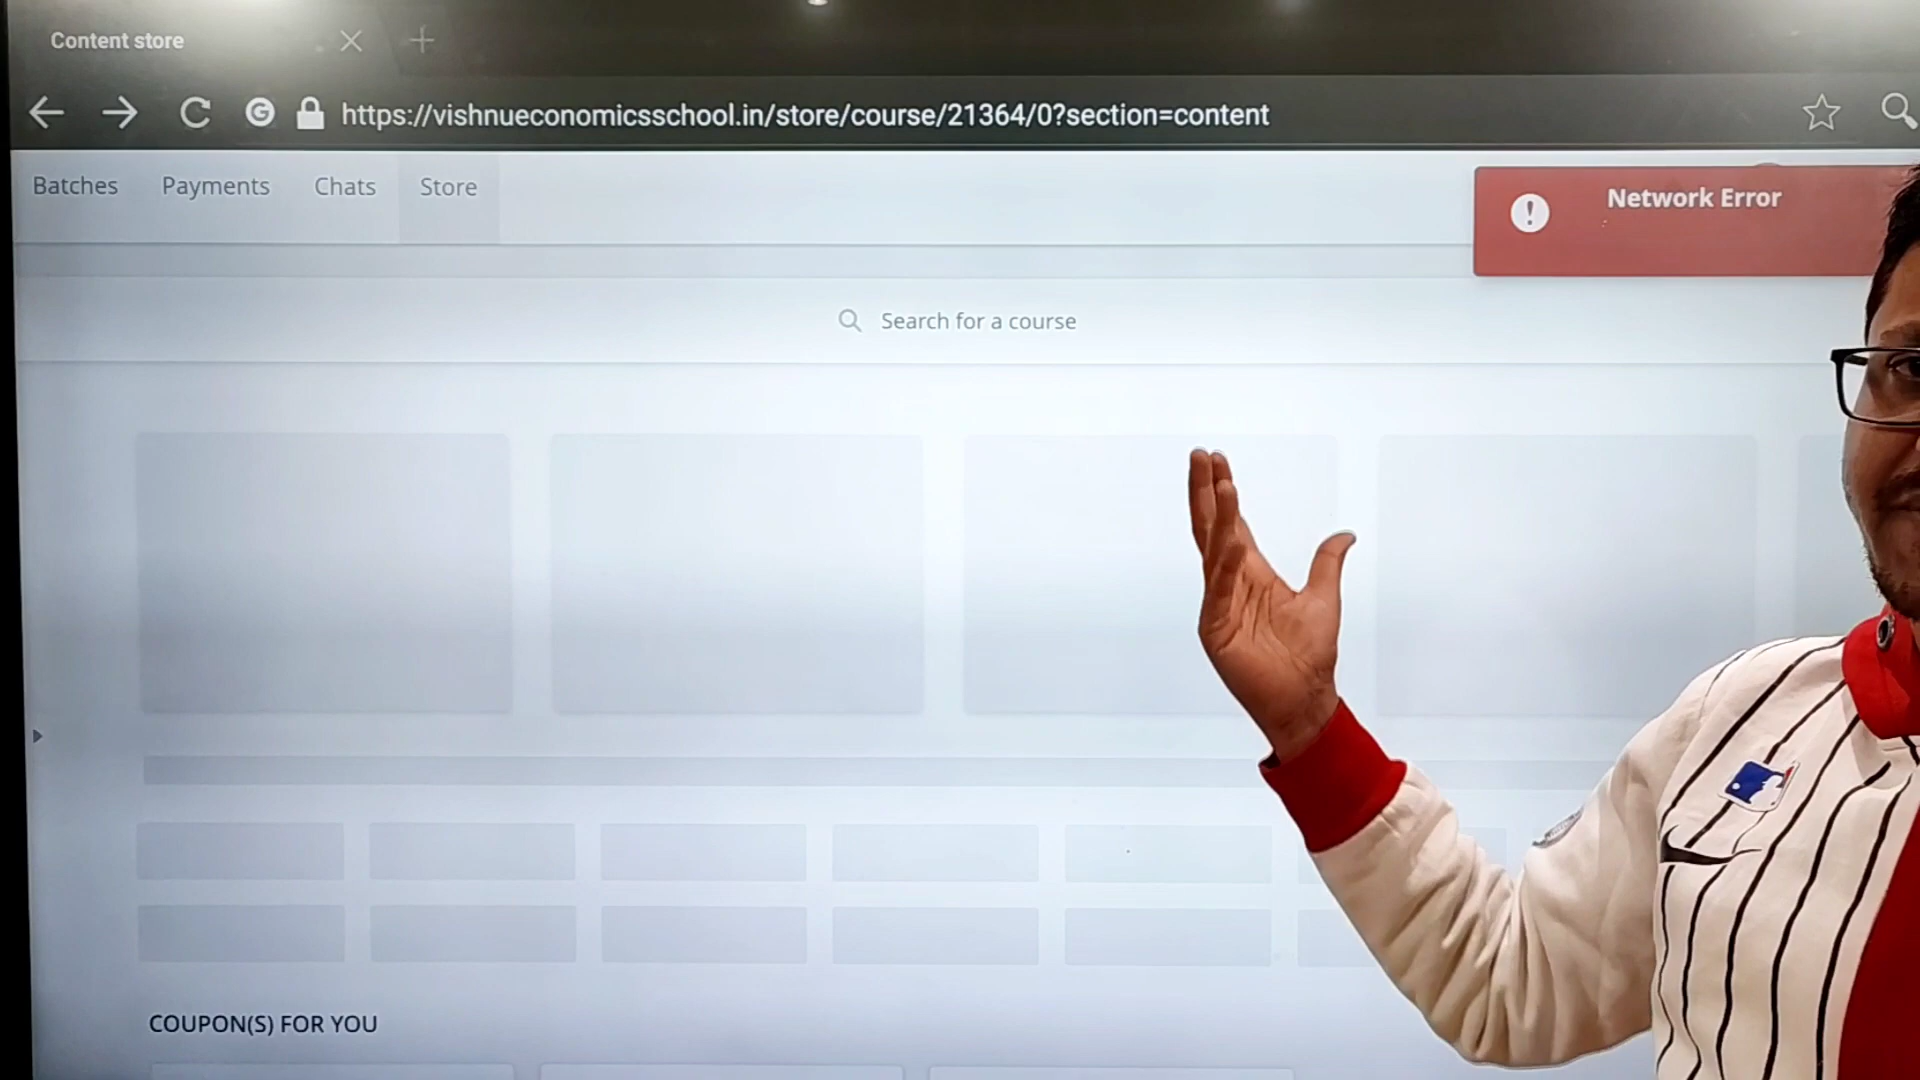 Content store
https://vishnueconomicsschool.in/store/course/21364/0?section=content
Batches
Payments
Chats
Store
Network Error
Search for a course
COUPON(S) FOR YOU